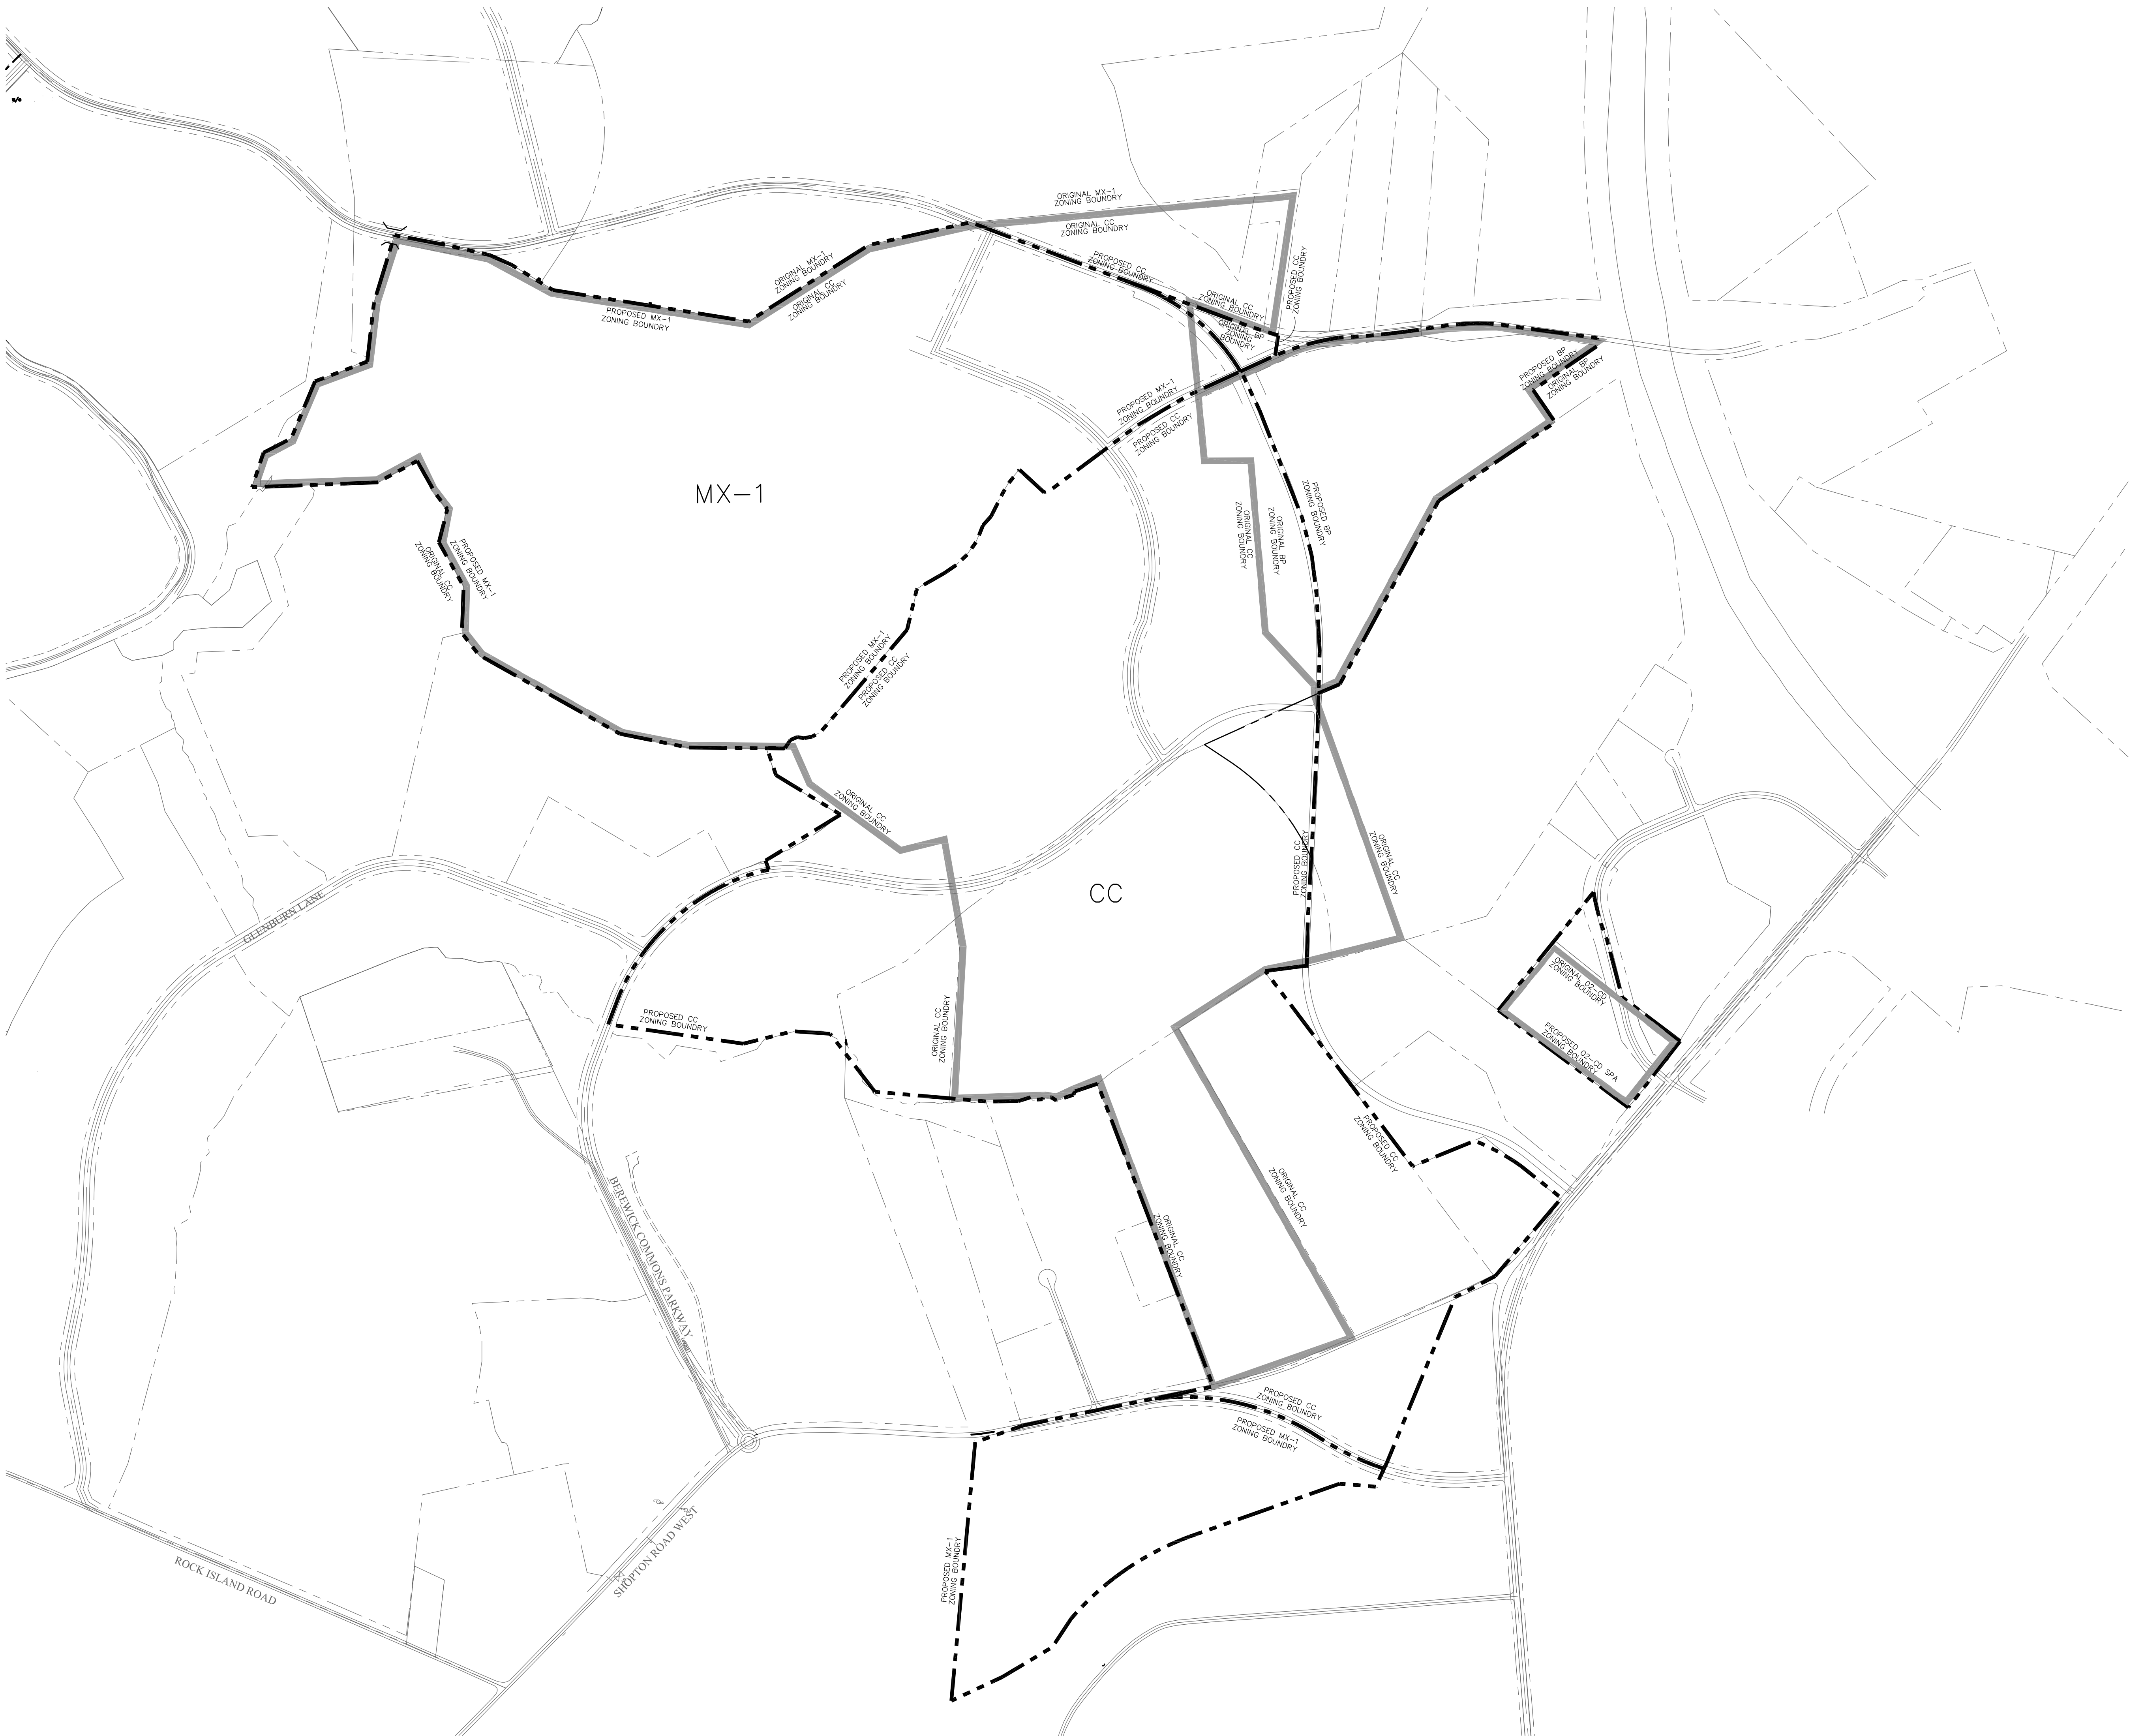 ORIGINAL MX-1
ZONING BOUNDRY
ORIGINAL CC
ZONING BOUNDRY
PROPOSED CC
ZONING BOUNDRY
PROPOSED CC
ZONING BOUNDRY
ORIGINAL MX-1
ZONING BOUNDRY
ORIGINAL CC
ZONING BOUNDRY
PROPOSED MX-1
ZONING BOUNDRY
ORIGINAL CC
ZONING BOUNDRY
ORIGINAL BP
ZONING
BOUNDRY
PROPOSED BP
ZONING BOUNDRY
ORIGINAL BP
ZONING BOUNDRY
PROPOSED MX-1
ZONING BOUNDRY
PROPOSED CC
ZONING BOUNDRY
MX-1
ORIGINAL CC
ZONING BOUNDRY
ORIGINAL BP
ZONING BOUNDRY
PROPOSED BP
ZONING BOUNDRY
ORIGINAL CC
ZONING BOUNDRY
PROPOSED MX-1
ZONING BOUNDRY
PROPOSED MX-1
ZONING BOUNDRY
PROPOSED CC
ZONING BOUNDRY
ORIGINAL CC
ZONING BOUNDRY
PROPOSED CC
ZONING BOUNDRY
ORIGINAL CC
ZONING BOUNDRY
CC
GLENBURN LANE
ORIGINAL O2-CD
ZONING BOUNDRY
PROPOSED O2-CD SPA
ZONING BOUNDRY
PROPOSED CC
ZONING BOUNDRY
ORIGINAL CC
ZONING BOUNDRY
PROPOSED CC
ZONING BOUNDRY
ORIGINAL CC
ZONING BOUNDRY
ORIGINAL CC
ZONING BOUNDRY
BEREWICK COMMONS PARKWAY
PROPOSED CC
ZONING BOUNDRY
PROPOSED MX-1
ZONING BOUNDRY
PROPOSED MX-1
ZONING BOUNDRY
SHOPTON ROAD WEST
ROCK ISLAND ROAD